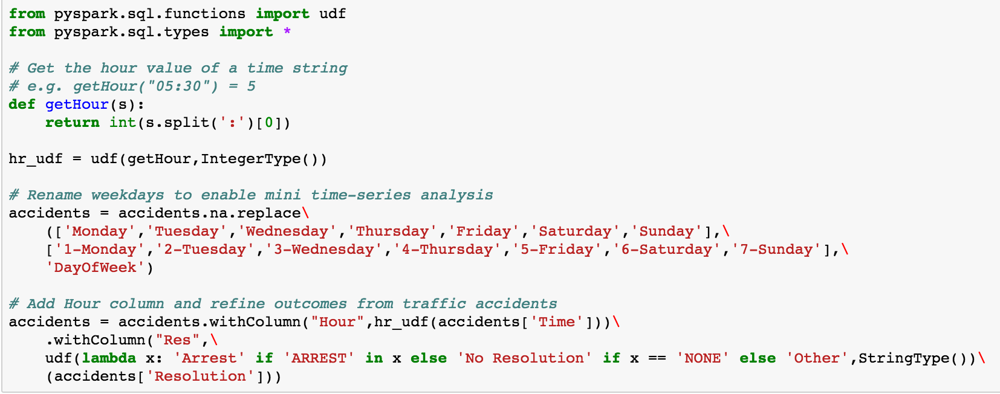 from pyspark.sql.functions import udf
from pyspark.sql.types import *
# Get the hour value of a time string
# e.g. getHour("05:30") = 5
def getHour(s):
    return int(s.split(':')[0])
hr_udf = udf(getHour,IntegerType())
# Rename weekdays to enable mini time-series analysis
accidents = accidents.na.replace\
    (['Monday','Tuesday','Wednesday','Thursday','Friday','Saturday','Sunday'],\
    ['1-Monday','2-Tuesday','3-Wednesday','4-Thursday','5-Friday','6-Saturday','7-Sunday'],\
    'DayOfWeek')
# Add Hour column and refine outcomes from traffic accidents
accidents = accidents.withColumn("Hour",hr_udf(accidents['Time']))\
    .withColumn("Res",\
    udf(lambda x: 'Arrest' if 'ARREST' in x else 'No Resolution' if x == 'NONE' else 'Other',StringType())\
    (accidents['Resolution']))